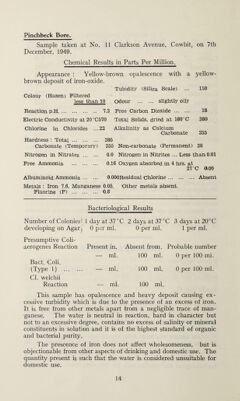 Pinchbeck Bore.
Sample taken at No. 11 Clarkson Avenue, Cowbit, on 7th
December, 1949.
Chemical Results in Parts Per Million.
Appearance : Yellow-brown opalescence with a yellow-
brown deposit of iron-oxide.
Turbidity (Silica Scale) ... 110
Colour (Hazen) Filtered
less than 10 Odour ... ... slightly oily
Reaction p.H. ... ... ... 7.3 Free Carbon Dioxide ... ... 18
Electric Conductivity at 20°C570 Total Solids, dried at 180°C 380
Chlorine in Chlorides ... 22 Alkalinity as Calcium
Carbonate 255
Hardness : Total ... ... 280
Carbonate (Temporary) 255 Non-carbonate (Permanent) 25
Nitrogen in Nitrates ... ... 0.0 Nitrogen in Nitrites ... Less than 0.01
Free Ammonia ... ... ... 0.16 Oxygen absorbed in 4 hrs. at
27°C 0.00
Albuminoid Ammonia ... ... 0.000 Residual Chlorine ... ... ... Absent
Metals : Iron 7.6. Manganese 0.03. Other metals absent.
Fluorine (F) ... ... ... 0.0
Bacteriological Results
Number of Colonies 1 day at 37°C 2 days at 37°C 3 days at 20°C
developing on Agar 0 per ml. 0 per ml. 1 per ml.
Presumptive Coli-
aerogenes Reaction Present in. Absent from. Probable number
— ml. 100 ml. 0 per 100 ml.
Bact. Coli.
(Type 1) ... ... — ml. 100 ml. 0 per 100 ml.
Cl. welchii
Reaction — ml. 100 ml.
This sample has opalescence and heavy deposit causing ex-
cessive turbidity which is due to the presence of an excess of iron.
It is free from other metals apart from a negligible trace of man-
ganese. The water is neutral in reaction, hard in character but
not to an excessive degree, contains no excess of salinity or mineral
constituents in solution and it is of the highest standard of organic
and bacterial purity.
The prescence of iron does not affect wholesomeness, but is
objectionable from other aspects of drinking and domestic use. The
quantity present is such that the water is considered unsuitable for
domestic use.
14